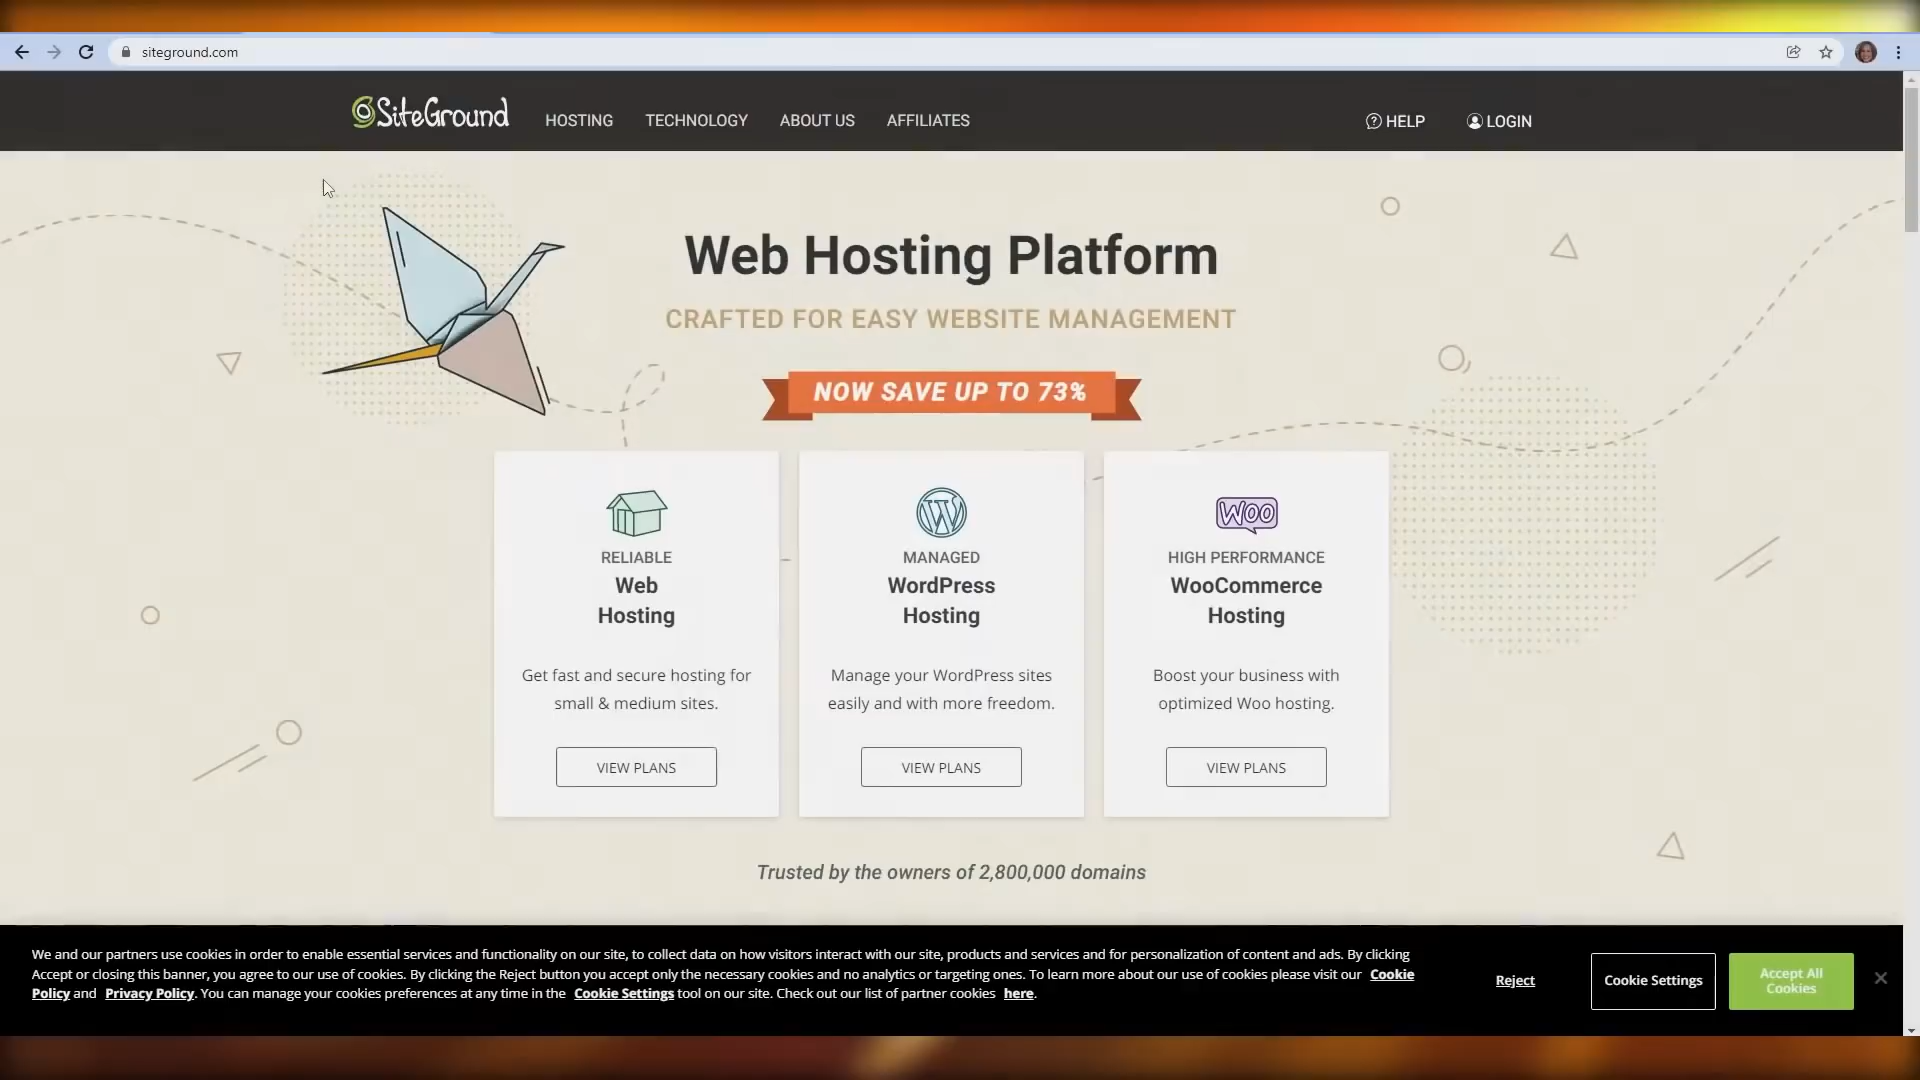 siteground.com
SiteGround HOSTING TECHNOLOGY ABOUT US AFFILIATES HELP LOGIN
Web Hosting Platform
CRAFTED FOR EASY WEBSITE MANAGEMENT
NOW SAVE UP TO 73%
RELIABLE
Web
Hosting
Get fast and secure hosting for
small & medium sites.
VIEW PLANS
MANAGED
WordPress
Hosting
Manage your WordPress sites
easily and with more freedom.
VIEW PLANS
WOO
HIGH PERFORMANCE
WooCommerce
Hosting
Boost your business with
optimized Woo hosting.
VIEW PLANS
Trusted by the owners of 2,800,000 domains
We and our partners use cookies in order to enable essential services and functionality on our site, to collect data on how visitors interact with our site, products and services and for personalization of content and ads. By clicking
Accept or closing this banner, you agree to our use of cookies. By clicking the Reject button you accept only the necessary cookies and no analytics or targeting ones. To learn more about our use of cookies please visit our Cookie
Policy and Privacy Policy. You can manage your cookies preferences at any time in the Cookie Settings tool on our site. Check out our list of partner cookies here.
Reject
Cookie Settings
Accept All
Cookies